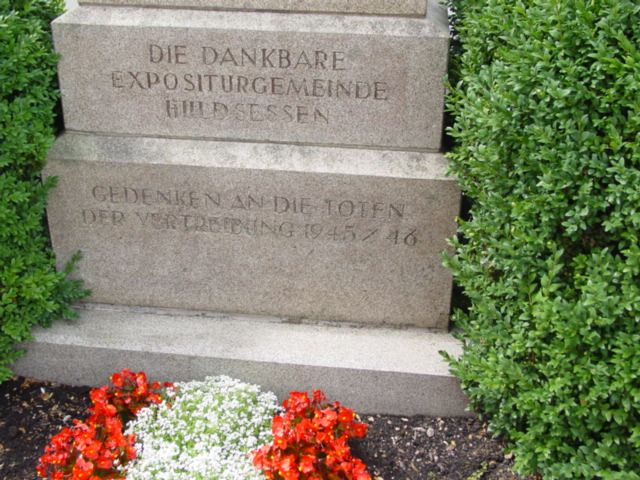 DIE DANKBARE
EXPOSITURGEMEINDE
HILDSESSEN
GEDENKEN AN DIE TOTEN
DER VERTREIBUNG 1945/46